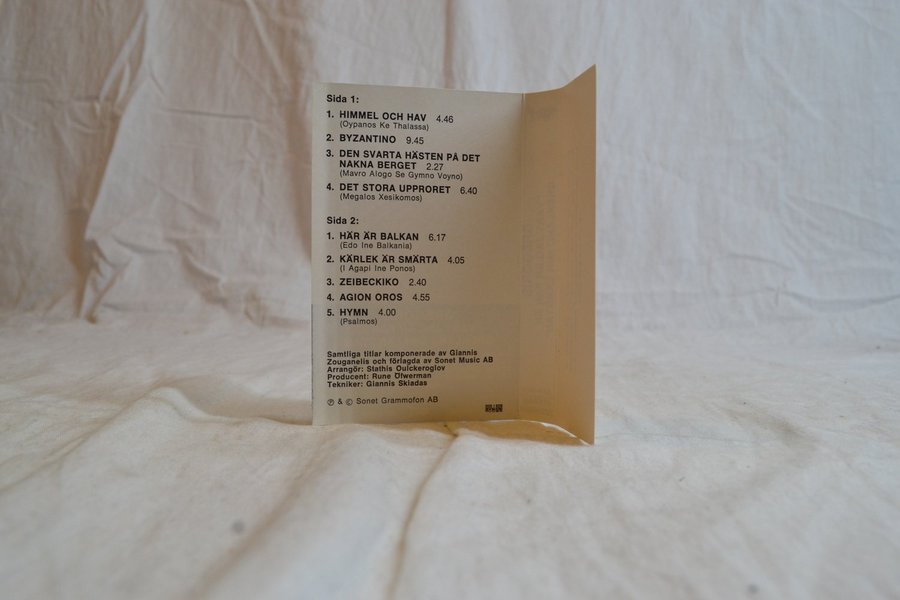 Sida 1:
1. HIMMEL OCH HAV 4.46
(Oypanos Ke Thalassa)
2. BYZANTINO 9.45
3. DEN SVARTA HÄSTEN PÅ DET
NAKNA BERGET 2.27
(Mavro Alogo Se Gymno Voyno)
4. DET STORA UPPRORET 6.40
(Megalos Xesikomos)
Sida 2:
1. HÄR ÄR BALKAN 6.17
(Edo Ine Balkania)
2. KÄRLEK ÄR SMÄRTA 4.05
(I Agapi Ine Ponos)
3. ZEIBECKIKO 2.40
4. AGION OROS 4.55
5. HYMN 4.00
(Psalmos)
Samtliga titlar komponerade av Giannis
Zouganelis och förlagda av Sonet Music AB
Arrangör: Stathis Oulckeroglov
Producent: Rune Öfwerman
Tekniker: Giannis Skiadas
℗ & © Sonet Grammofon AB